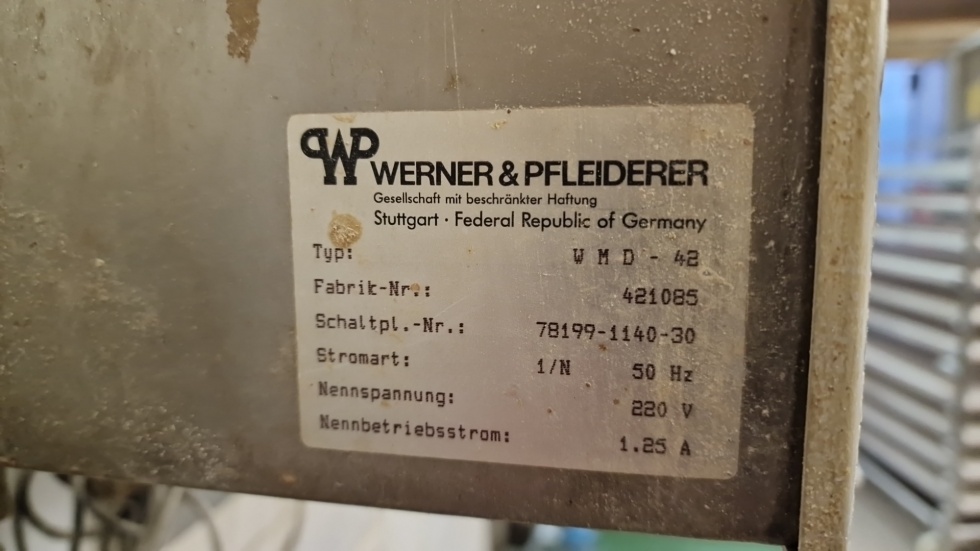 WP WERNER & PFLEIDERER
Gesellschaft mit beschränkter Haftung
Stuttgart · Federal Republic of Germany
Typ: W M D - 42
Fabrik-Nr.: 421085
Schaltpl.-Nr.: 78199-1140-30
Stromart: 1/N 50 Hz
Nennspannung: 220 V
Nennbetriebsstrom: 1.25 A